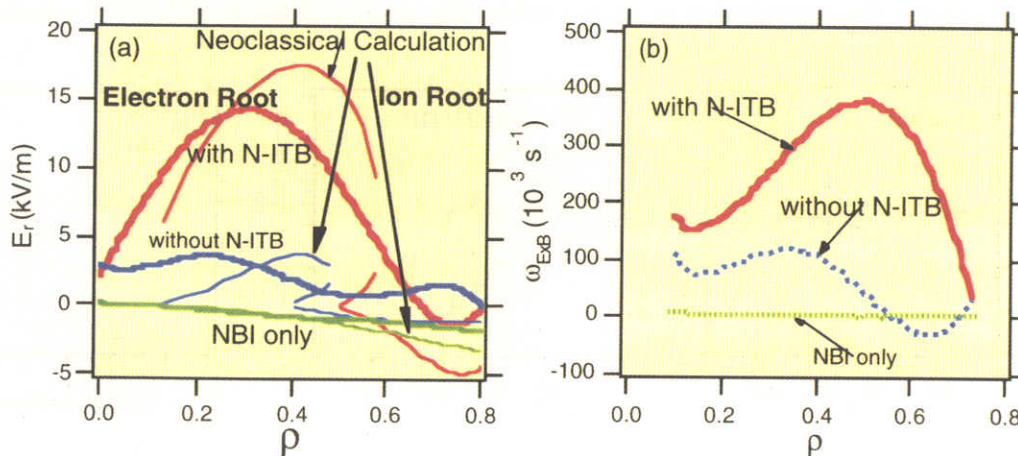 (a)
Neoclassical Calculation
Electron Root
Ion Root
with N-ITB
without N-ITB
NBI only
E_r (kV/m)
20
15
10
5
0
-5
0.0 0.2 0.4 0.6 0.8
ρ
(b)
with N-ITB
without N-ITB
NBI only
ω_ExB (10³ s⁻¹)
500
400
300
200
100
0
-100
0.0 0.2 0.4 0.6 0.8
ρ